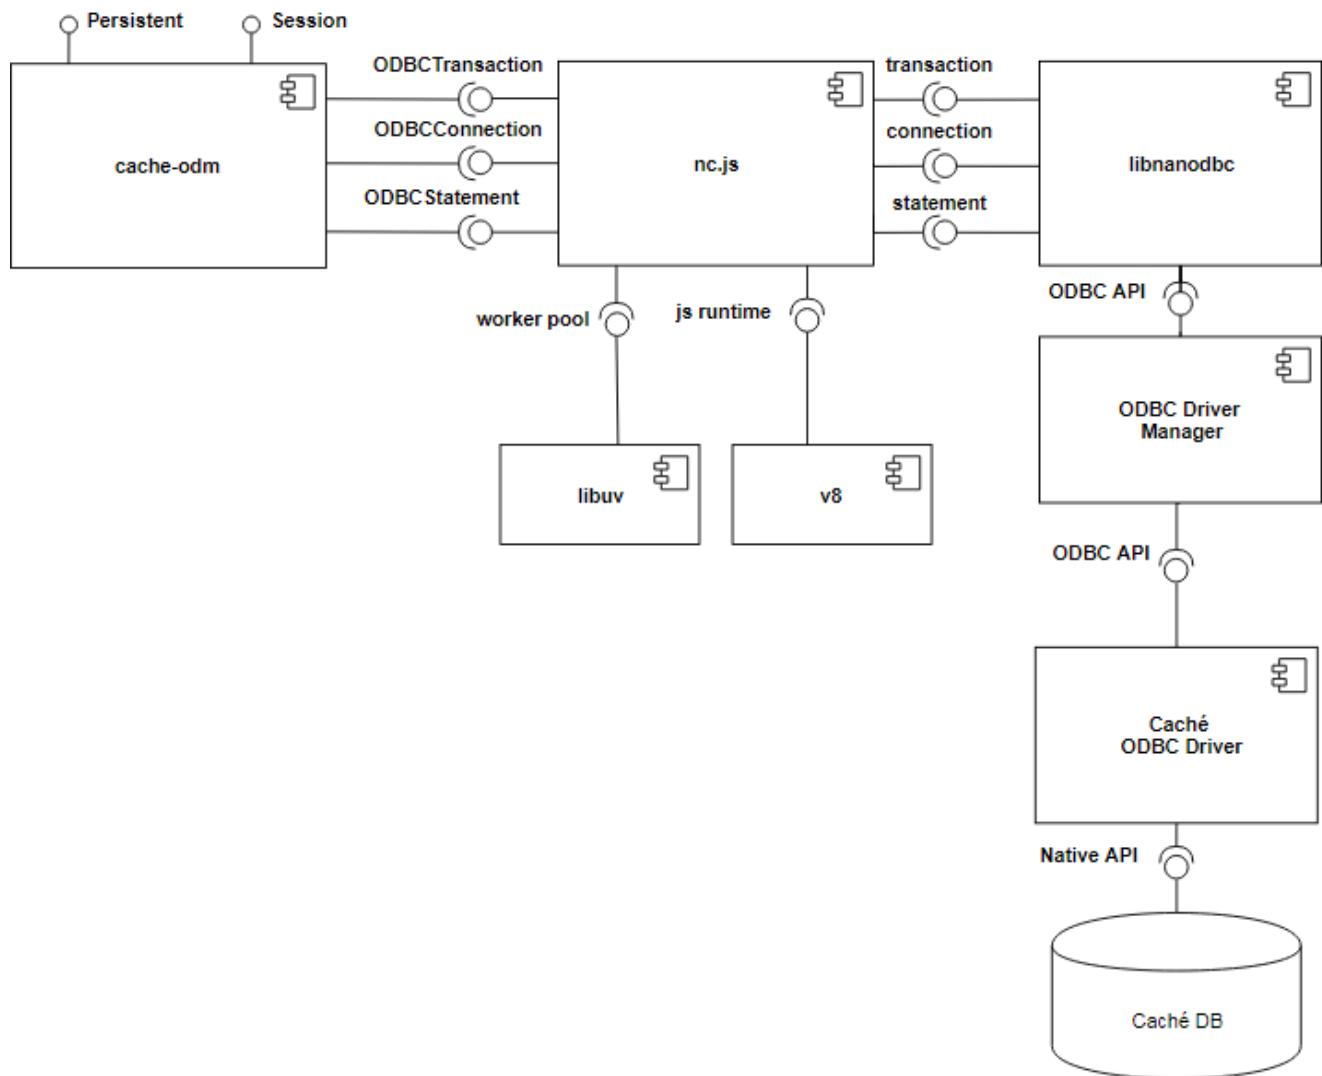 Persistent
Session
ODBCTransaction
transaction
ODBCConnection
connection
cache-odm
nc.js
libnanodbc
ODBCStatement
statement
ODBC API
worker pool
js runtime
ODBC Driver
Manager
libuv
v8
ODBC API
Caché
ODBC Driver
Native API
Caché DB